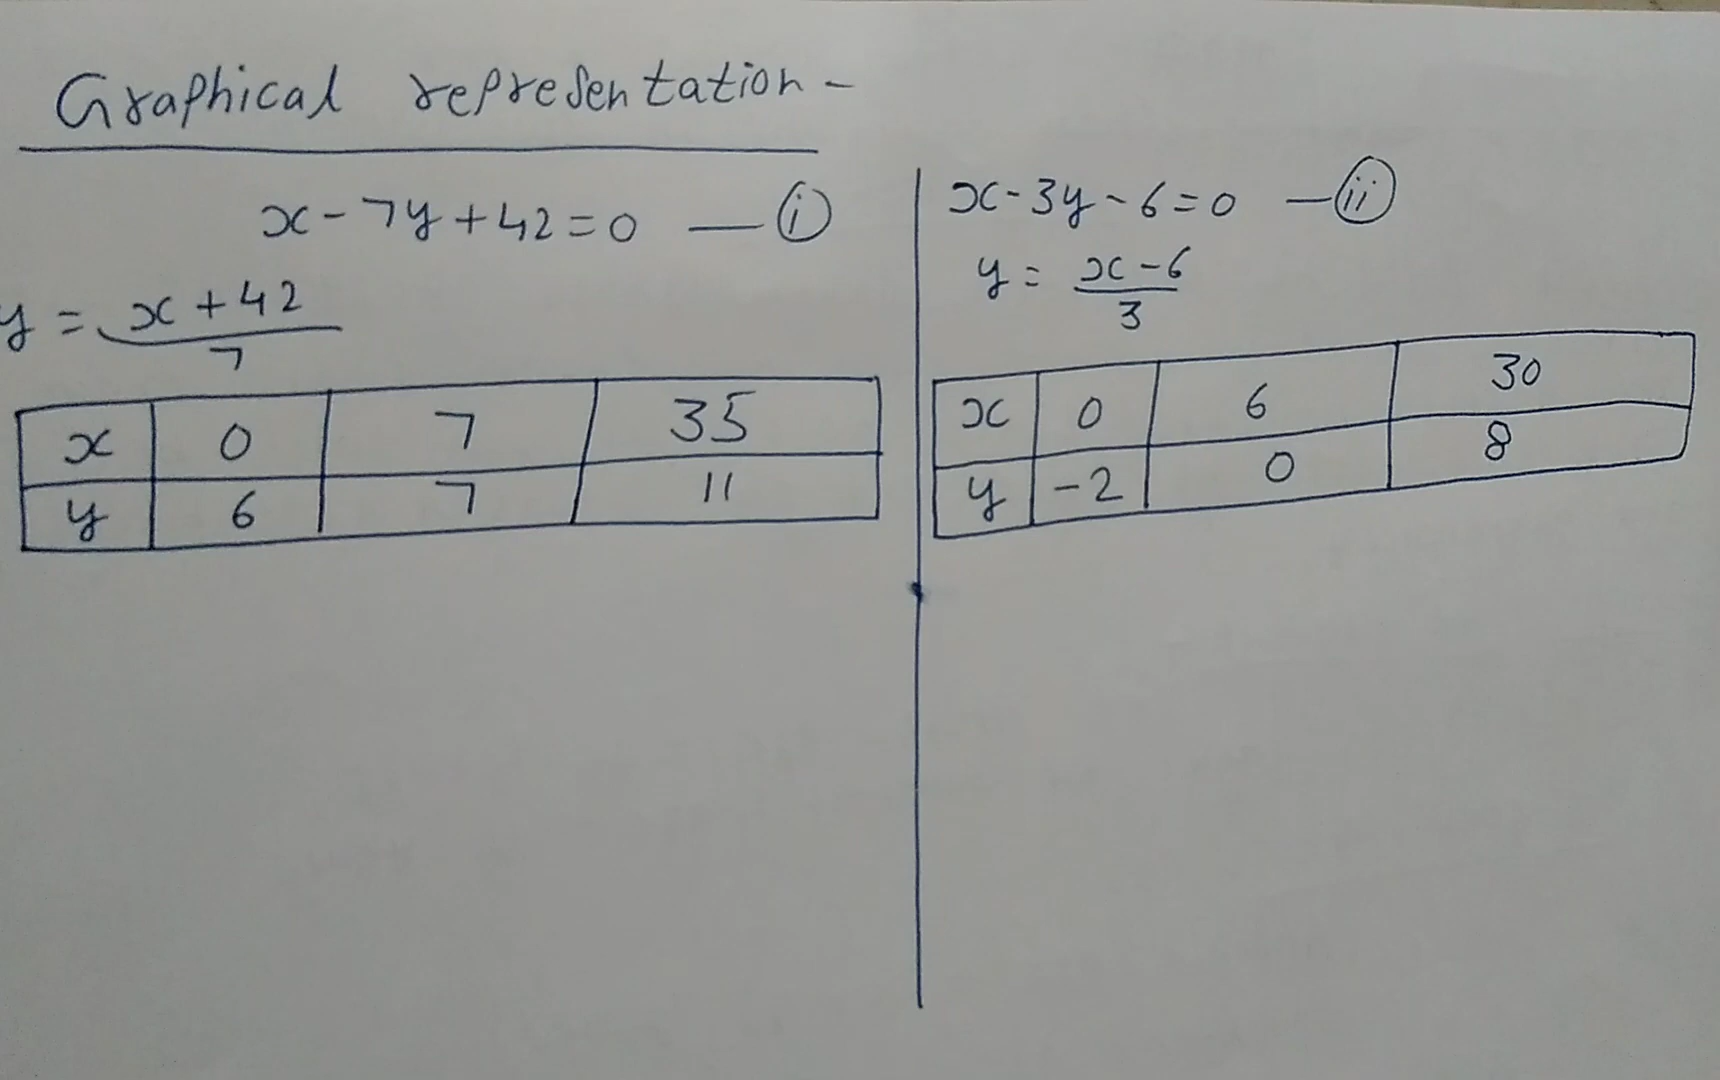 Graphical representation -
x - 7y + 42 = 0 — (i)
y = (x + 42)/7
x 0 7 35
y 6 7 11
x - 3y - 6 = 0 — (ii)
y = (x - 6)/3
x 0 6 30
y -2 0 8